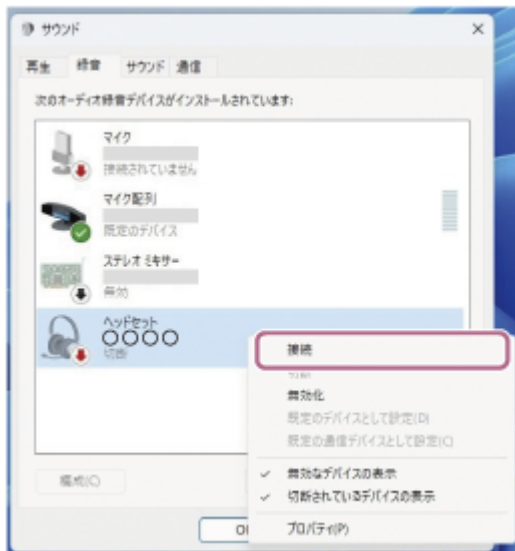 サウンド
再生 録音 サウンド 通信
次のオーディオ録音デバイスがインストールされています:
マイク
接続されていません
マイク配列
既定のデバイス
ステレオ ミキサー
無効
ヘッドセット
○○○○
切断
接続
切断
無効化
既定のデバイスとして設定(D)
既定の通信デバイスとして設定(C)
無効なデバイスの表示
切断されているデバイスの表示
プロパティ(P)
構成(C)